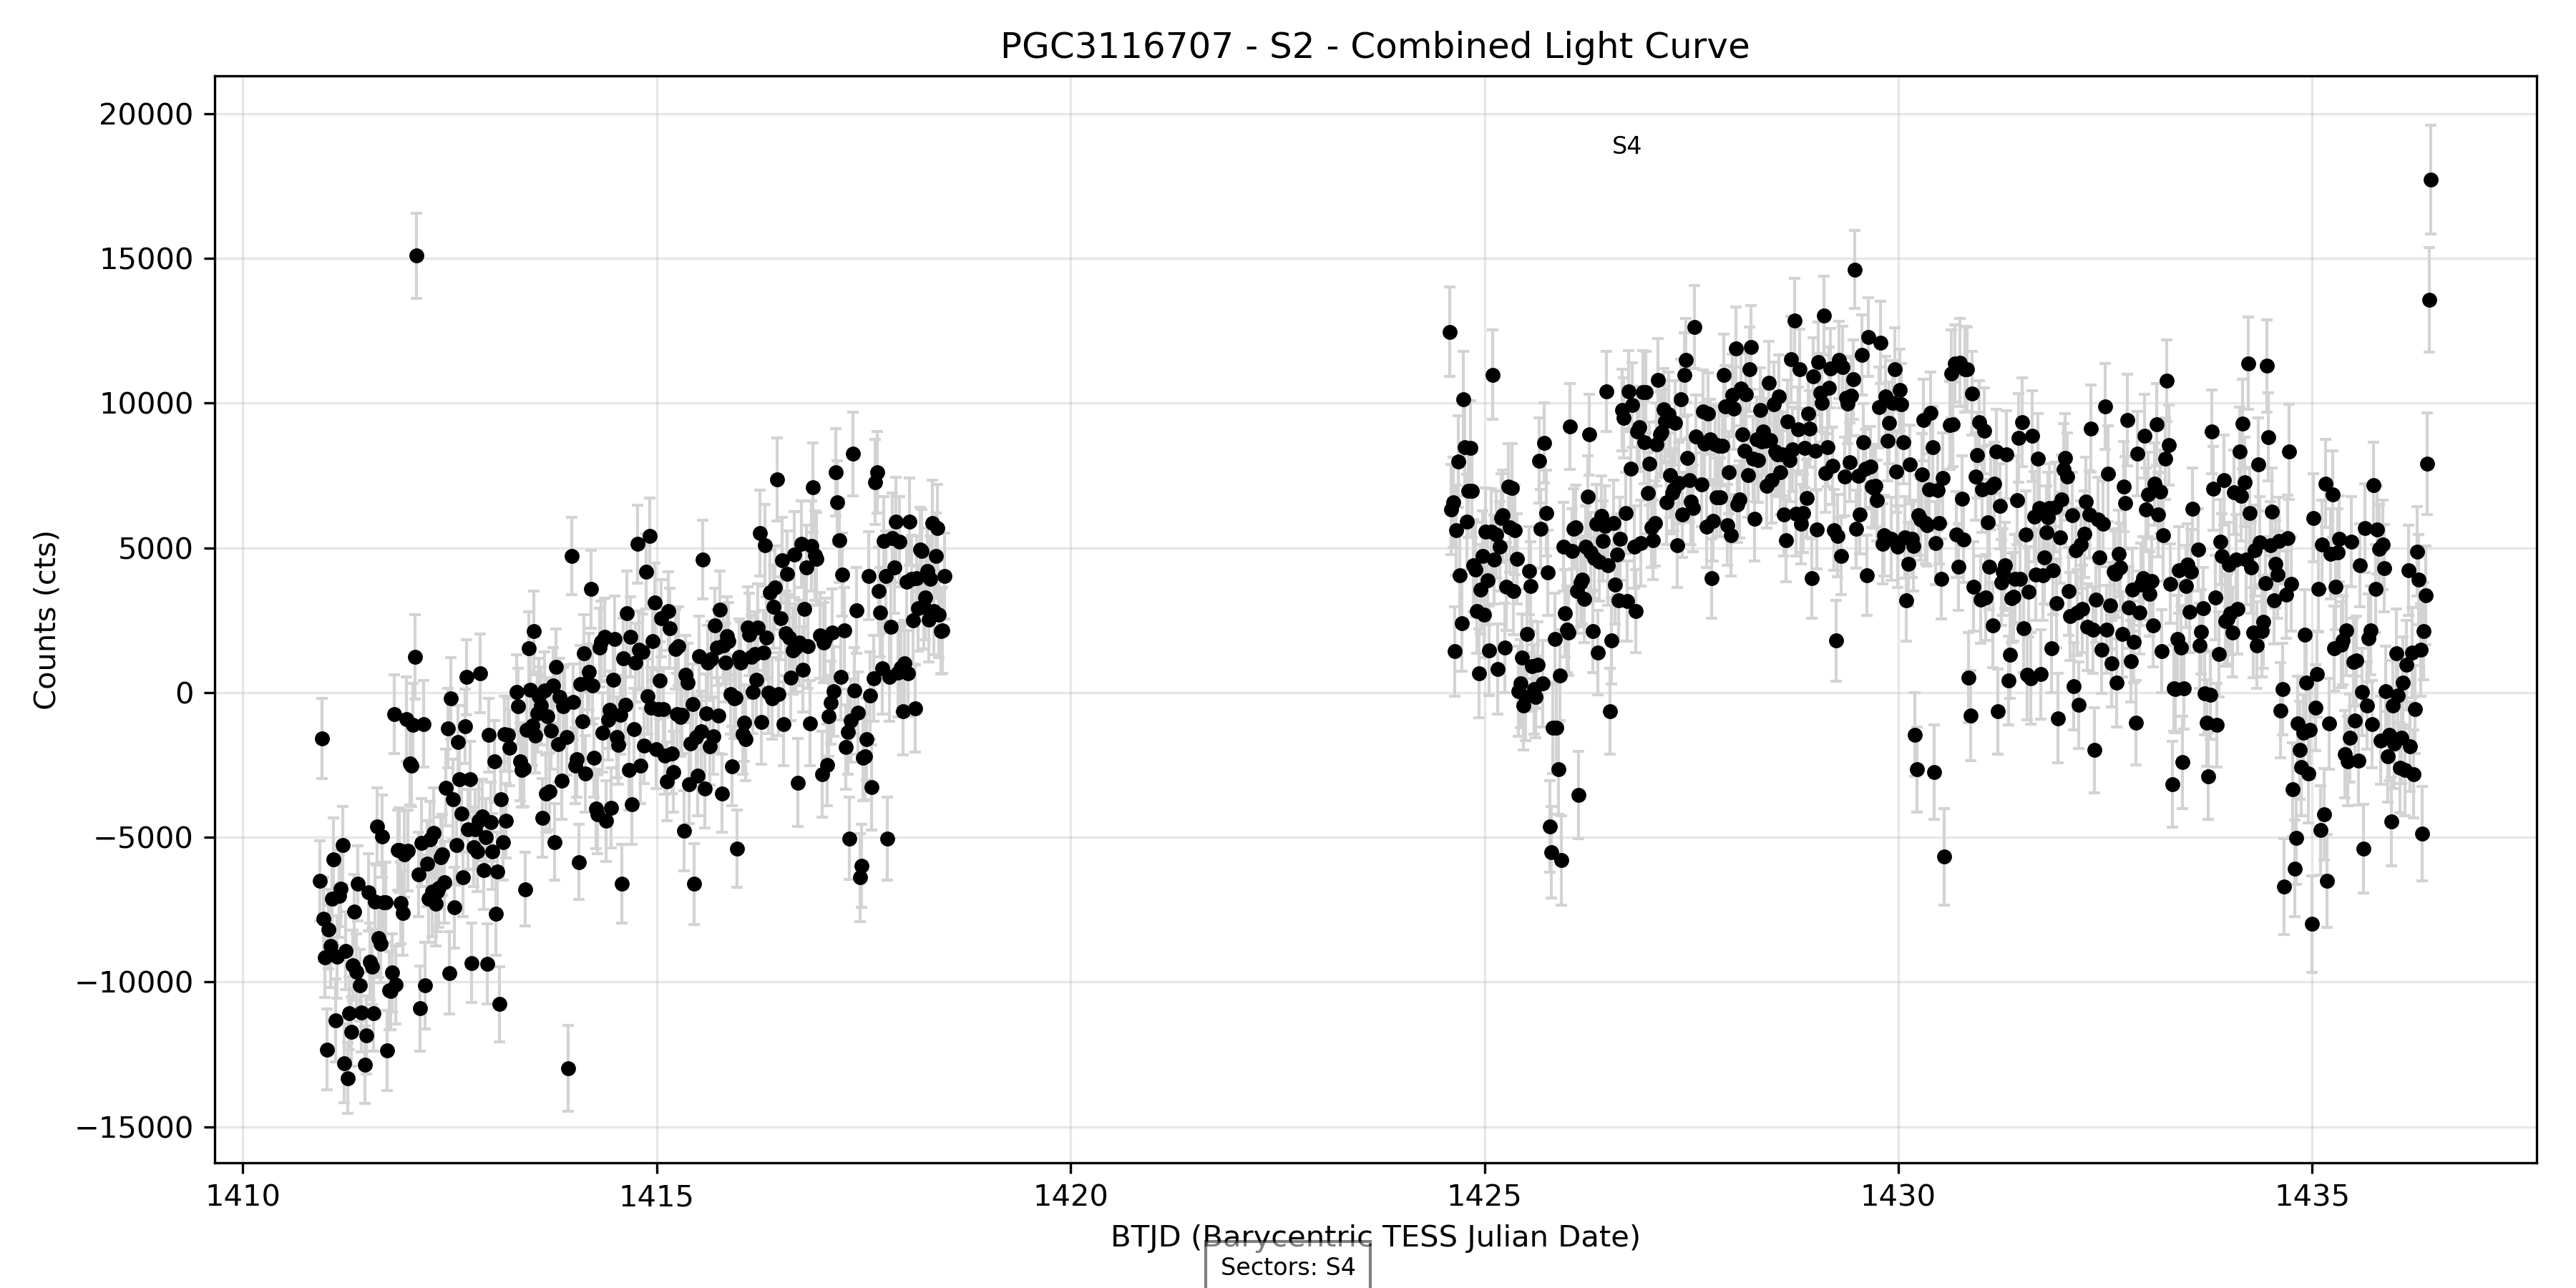 PGC3116707 - S2 - Combined Light Curve
20000
15000
10000
5000
0
−5000
−10000
−15000
Counts (cts)
S4
1410 1415 1420 1425 1430 1435
BTJD (Barycentric TESS Julian Date)
Sectors: S4